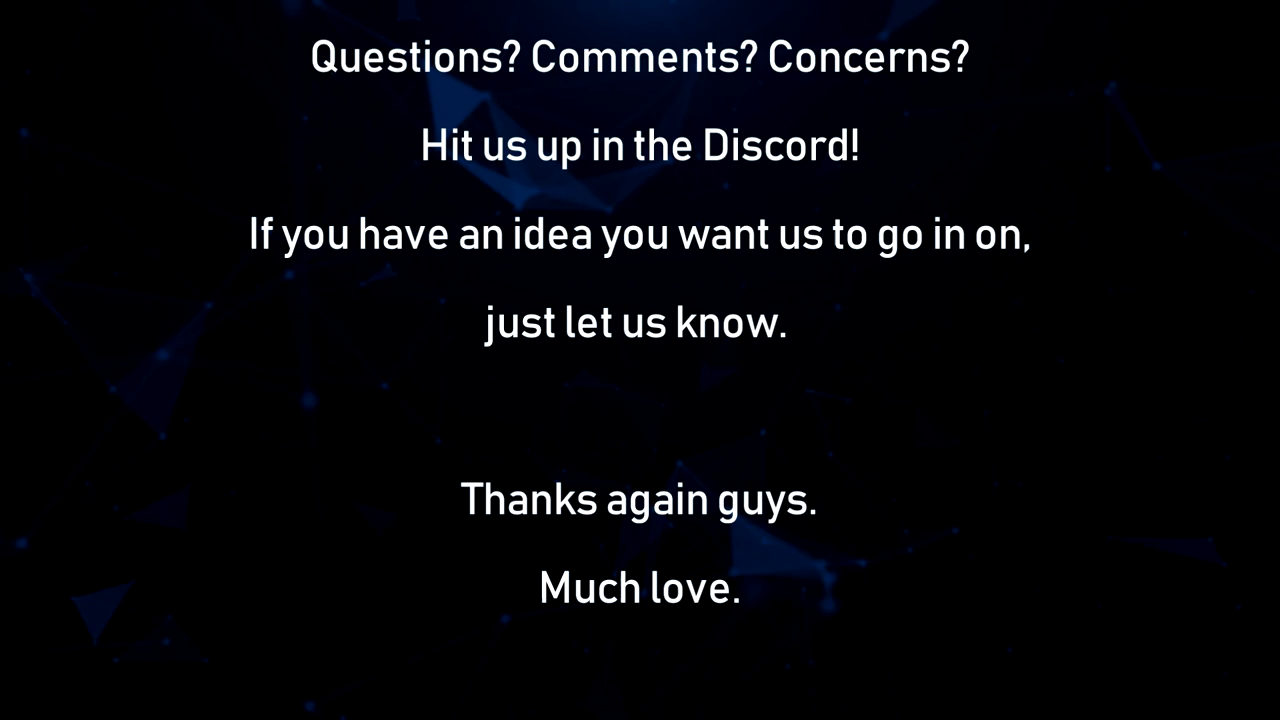 Questions? Comments? Concerns?
Hit us up in the Discord!
If you have an idea you want us to go in on,
just let us know.
Thanks again guys.
Much love.